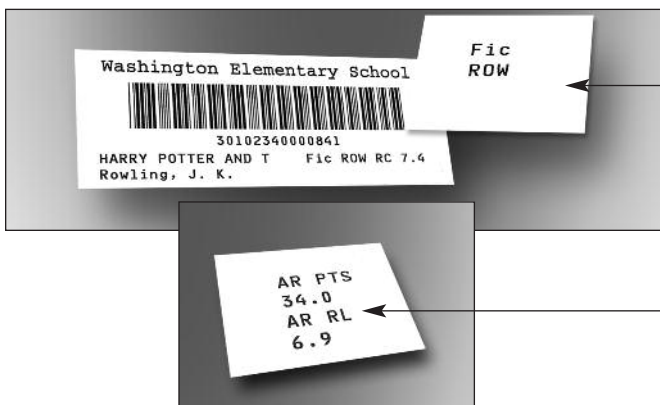 Fic
ROW
Washington Elementary School
30102340000841
HARRY POTTER AND T Fic ROW RC 7.4
Rowling, J. K.
AR PTS
34.0
AR RL
6.9